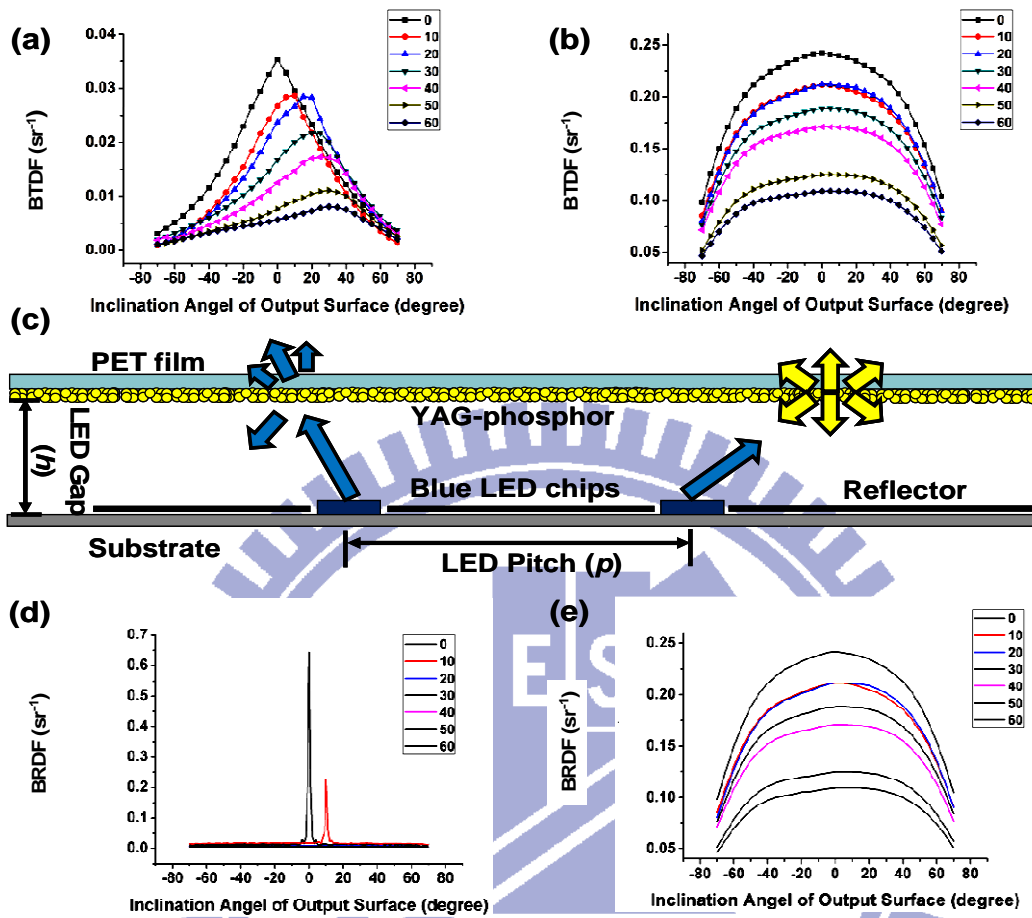 (a)
0.04
0.03
0.02
0.01
0.00
BTDF (sr-1)
-80 -60 -40 -20 0 20 40 60 80
Inclination Angel of Output Surface (degree)
0
10
20
30
40
50
60
(b)
0.25
0.20
0.15
0.10
0.05
BTDF (sr-1)
-80 -60 -40 -20 0 20 40 60 80
Inclination Angel of Output Surface (degree)
0
10
20
30
40
50
60
(c)
PET film
YAG-phosphor
LED Gap
(h)
Blue LED chips
Reflector
Substrate
LED Pitch (p)
(d)
0.7
0.6
0.5
0.4
0.3
0.2
0.1
0.0
BRDF (sr-1)
-80 -60 -40 -20 0 20 40 60 80
Inclination Angel of Output Surface (degree)
0
10
20
30
40
50
60
(e)
0.25
0.20
0.25
0.10
0.05
BRDF (sr-1)
-80 -60 -40 -20 0 20 40 60 80
Inclination Angel of Output Surface (degree)
0
10
20
30
40
50
60
ES